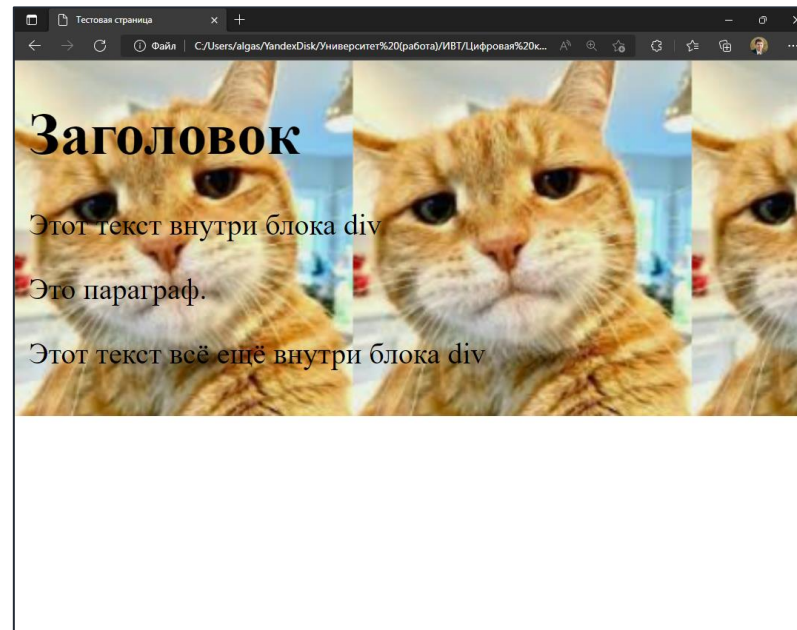 Тестовая страница
Файл
C:/Users/algas/YandexDisk/Университет%20(работа)/ИВТ/Цифровая%20к...
Заголовок
Этот текст внутри блока div
Это параграф.
Этот текст всё ещё внутри блока div